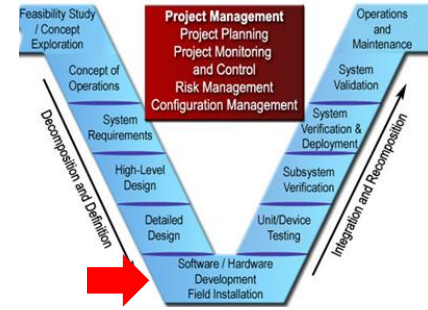 Feasibility Study
/ Concept
Exploration
Concept of
Operations
System
Requirements
High-Level
Design
Detailed
Design
Decomposition and Definition
Software / Hardware
Development
Field Installation
Project Management
Project Planning
Project Monitoring
and Control
Risk Management
Configuration Management
Operations
and
Maintenance
System
Validation
System
Verification &
Deployment
Subsystem
Verification
Unit/Device
Testing
Integration and Recomposition